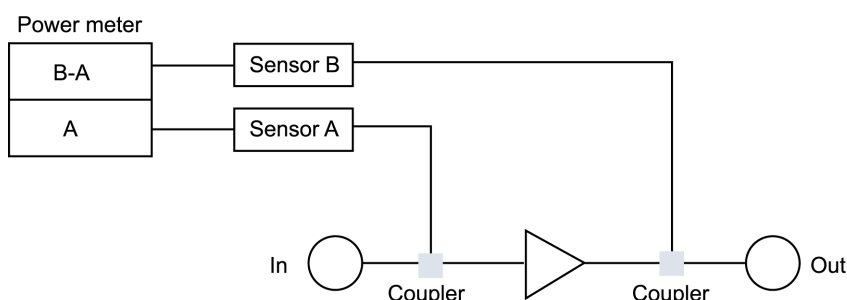 Power meter
B-A
Sensor B
A
Sensor A
In
Out
Coupler
Coupler